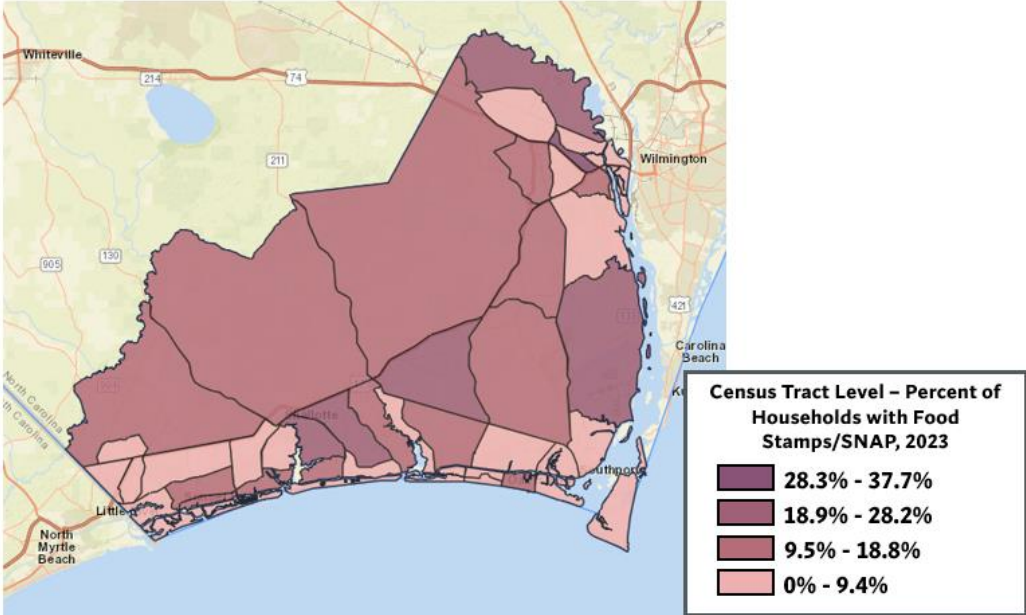 Whiteville
214
74
211
Wilmington
130
905
421
Carolina
Beach
North Carolina
North
Myrtle
Beach
Census Tract Level – Percent of
Households with Food
Stamps/SNAP, 2023
28.3% - 37.7%
18.9% - 28.2%
9.5% - 18.8%
0% - 9.4%